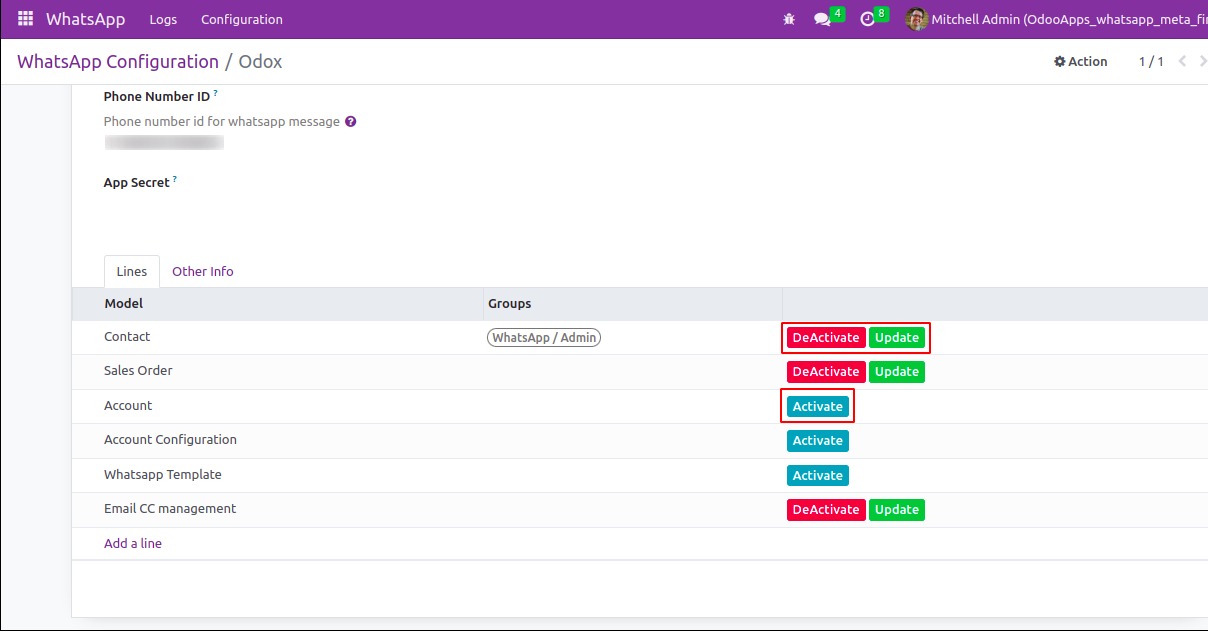 WhatsApp Logs Configuration 4 8 Mitchell Admin (OdooApps_whatsapp_meta_fi
WhatsApp Configuration / Odox Action 1 / 1
Phone Number ID ?
Phone number id for whatsapp message ?
App Secret ?
Lines Other Info
Model Groups
Contact WhatsApp / Admin DeActivate Update
Sales Order DeActivate Update
Account Activate
Account Configuration Activate
Whatsapp Template Activate
Email CC management DeActivate Update
Add a line